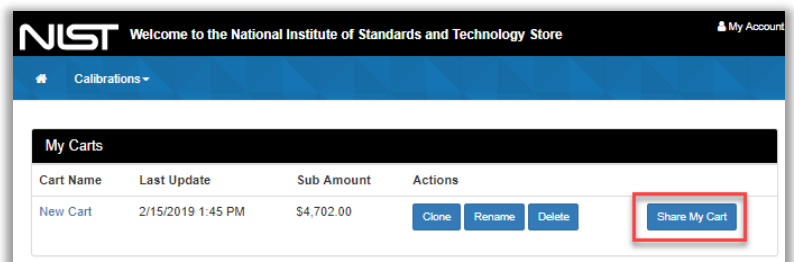 NIST Welcome to the National Institute of Standards and Technology Store My Account
Calibrations
My Carts
Cart Name Last Update Sub Amount Actions
New Cart 2/15/2019 1:45 PM $4,702.00 Clone Rename Delete Share My Cart